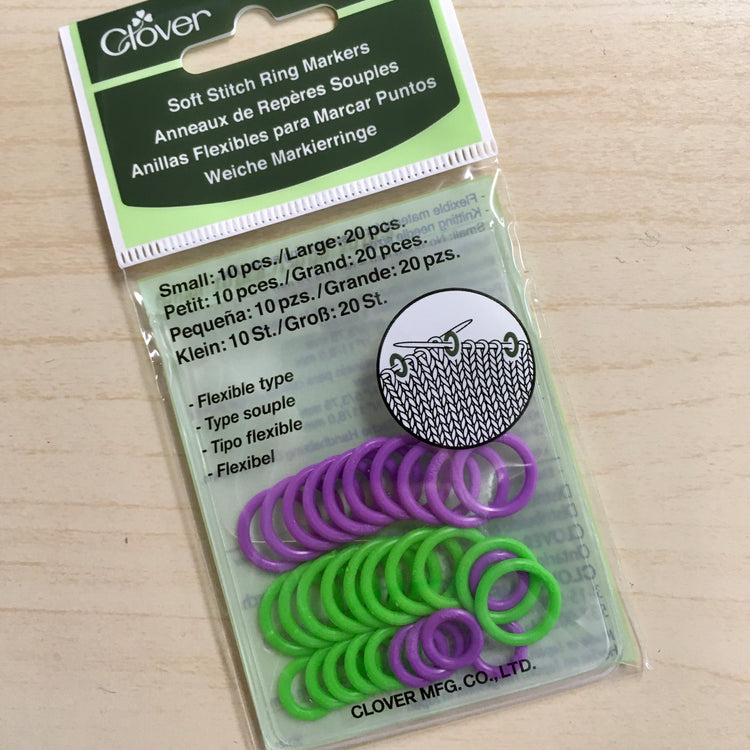 Clover
Soft Stitch Ring Markers
Anneaux de Repères Souples
Anillas Flexibles para Marcar Puntos
Weiche Markierringe
Small: 10 pcs./Large: 20 pcs.
Petit: 10 pces./Grand: 20 pces.
Pequeña: 10 pzs./Grande: 20 pzs.
Klein: 10 St./Groß: 20 St.
- Flexible type
- Type souple
- Tipo flexible
- Flexibel
CLOVER MFG. CO., LTD.